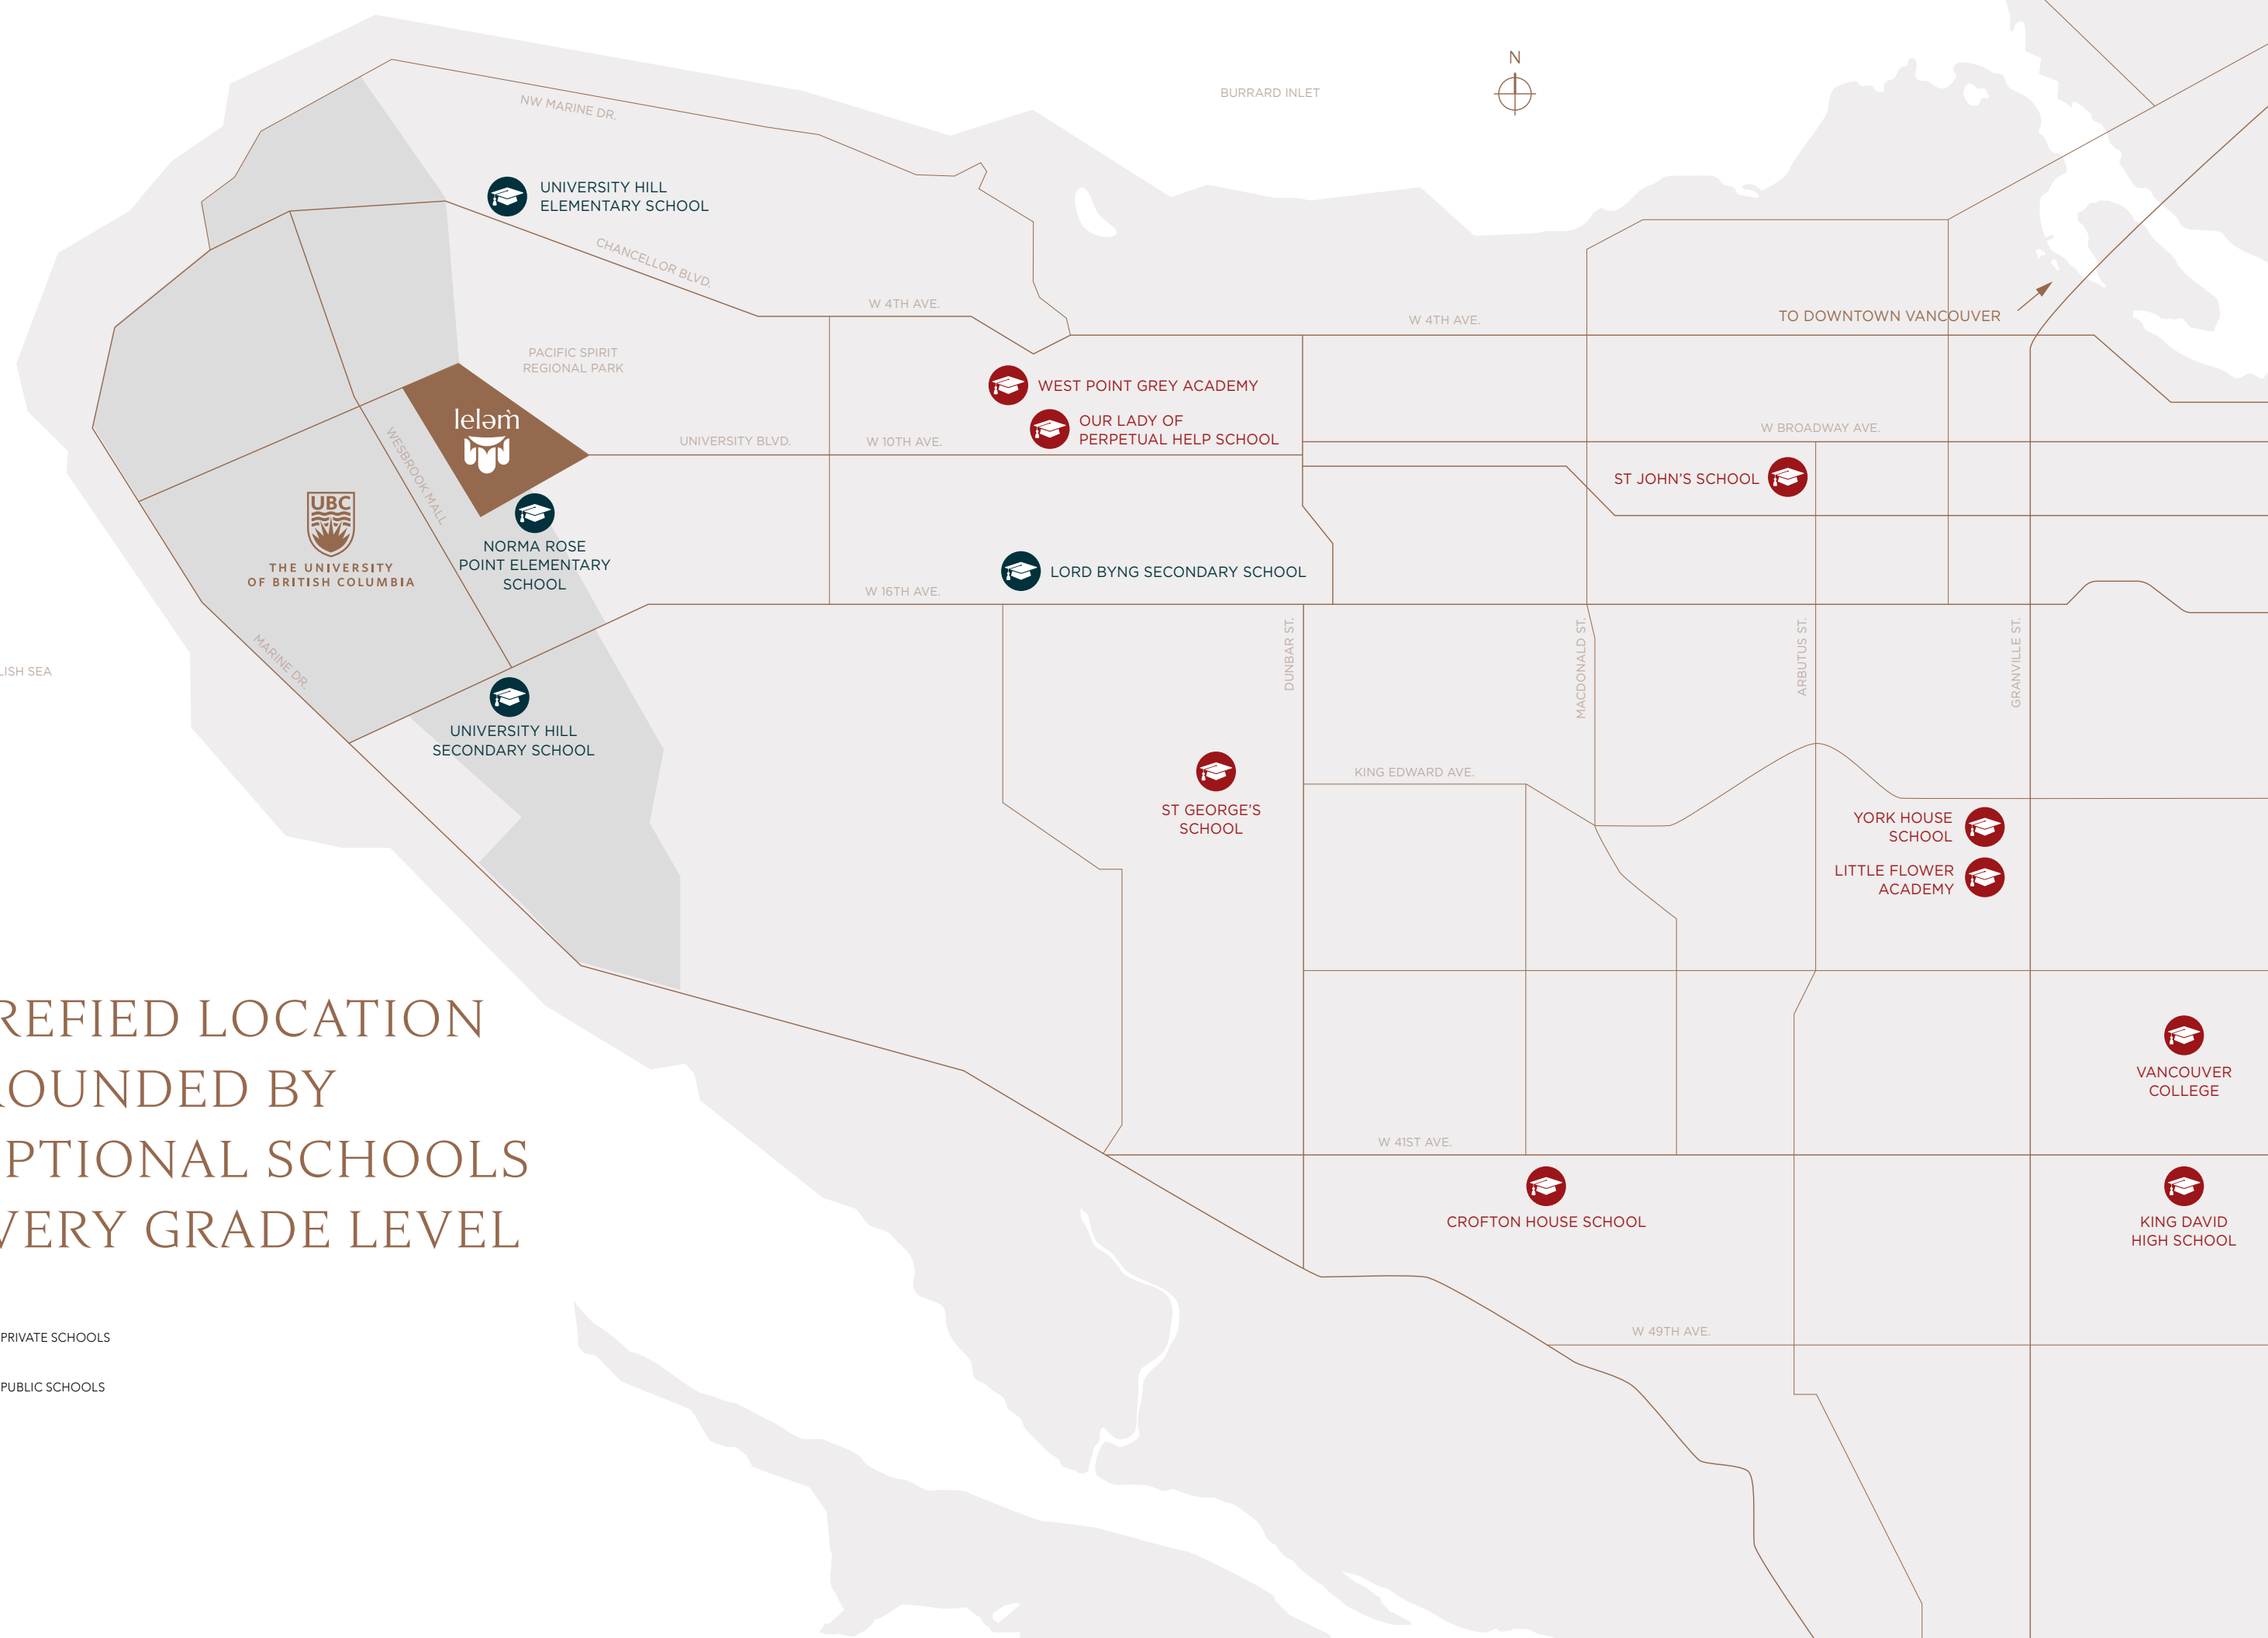 N
BURRARD INLET
NW MARINE DR.
UNIVERSITY HILL
ELEMENTARY SCHOOL
CHANCELLOR BLVD.
W 4TH AVE.
W 4TH AVE.
TO DOWNTOWN VANCOUVER
PACIFIC SPIRIT
REGIONAL PARK
WEST POINT GREY ACADEMY
OUR LADY OF
PERPETUAL HELP SCHOOL
leləm̓
UNIVERSITY BLVD.
W 10TH AVE.
W BROADWAY AVE.
WESBROOK MALL
ST JOHN'S SCHOOL
UBC
THE UNIVERSITY
OF BRITISH COLUMBIA
NORMA ROSE
POINT ELEMENTARY
SCHOOL
LORD BYNG SECONDARY SCHOOL
W 16TH AVE.
MARINE DR.
LISH SEA
DUNBAR ST.
MACDONALD ST.
ARBUTUS ST.
GRANVILLE ST.
UNIVERSITY HILL
SECONDARY SCHOOL
KING EDWARD AVE.
ST GEORGE'S
SCHOOL
YORK HOUSE
SCHOOL
LITTLE FLOWER
ACADEMY
REFIED LOCATION
ROUNDED BY
PTIONAL SCHOOLS
VERY GRADE LEVEL
VANCOUVER
COLLEGE
W 41ST AVE.
CROFTON HOUSE SCHOOL
KING DAVID
HIGH SCHOOL
W 49TH AVE.
PRIVATE SCHOOLS
PUBLIC SCHOOLS